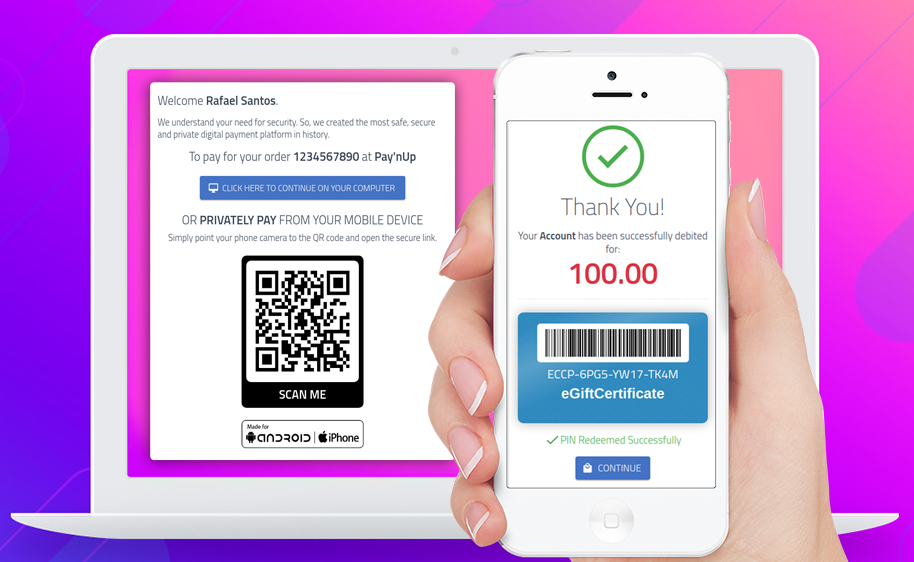 Welcome Rafael Santos.
We understand your need for security. So, we created the most safe, secure
and private digital payment platform in history.
To pay for your order 1234567890 at Pay'nUp
CLICK HERE TO CONTINUE ON YOUR COMPUTER
OR PRIVATELY PAY FROM YOUR MOBILE DEVICE
Simply point your phone camera to the QR code and open the secure link.
SCAN ME
Made for
ANDROID | iPhone
Thank You!
Your Account has been successfully debited
for:
100.00
ECCP-6PG5-YW17-TK4M
eGiftCertificate
PIN Redeemed Successfully
CONTINUE